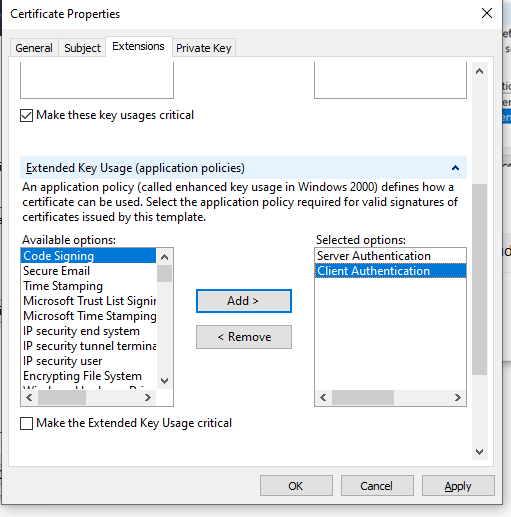 Certificate Properties
General Subject Extensions Private Key
Make these key usages critical
Extended Key Usage (application policies)
An application policy (called enhanced key usage in Windows 2000) defines how a
certificate can be used. Select the application policy required for valid signatures of
certificates issued by this template.
Available options:
Code Signing
Secure Email
Time Stamping
Microsoft Trust List Signin
Microsoft Time Stamping
IP security end system
IP security tunnel termina
IP security user
Encrypting File System
Add >
< Remove
Selected options:
Server Authentication
Client Authentication
Make the Extended Key Usage critical
OK Cancel Apply